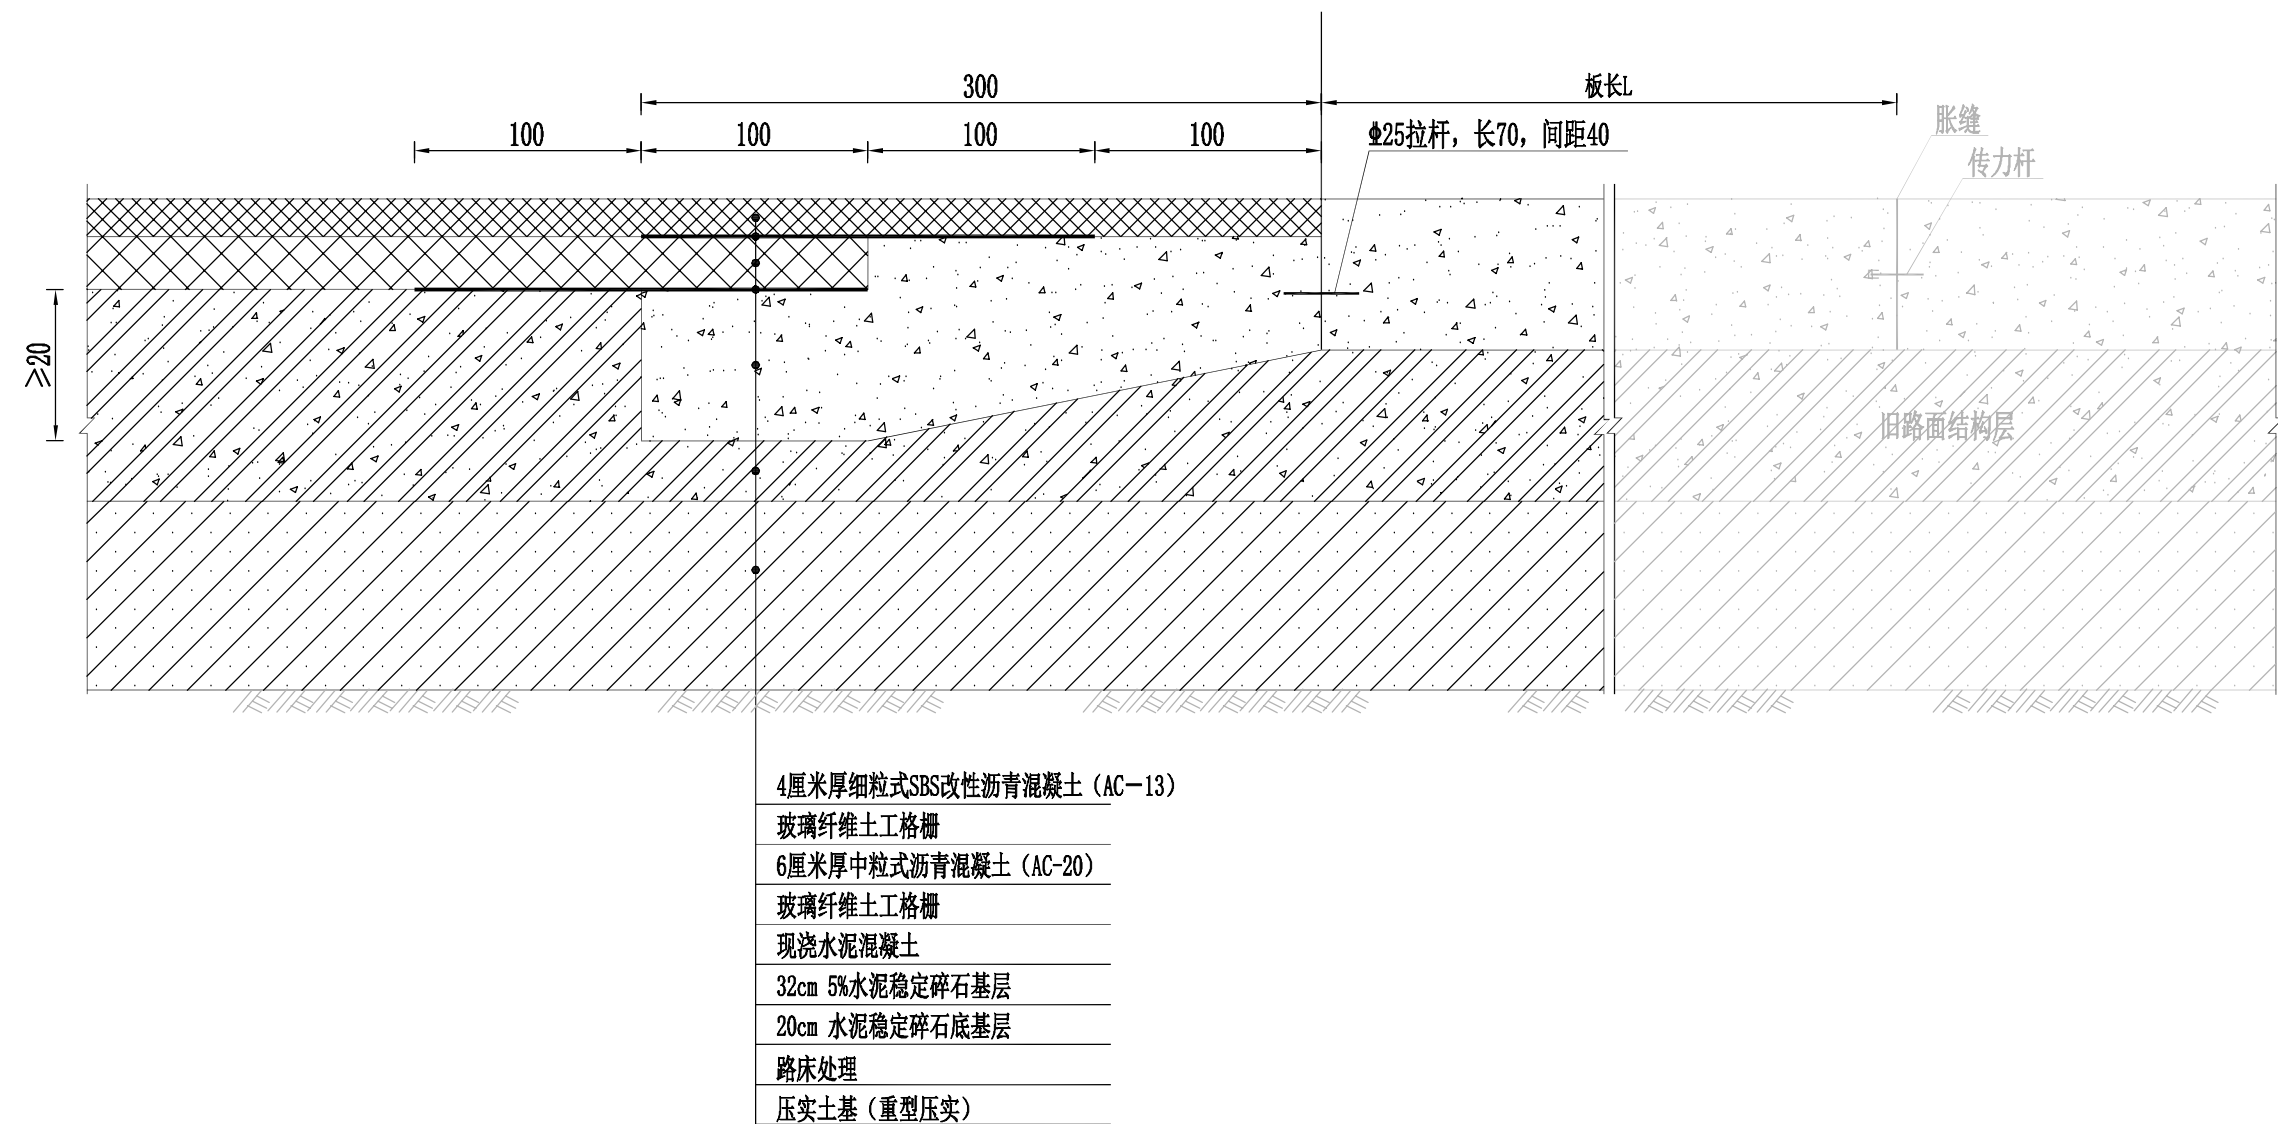 300
板长L
100
100
100
100
Φ25拉杆，长70，间距40
胀缝
传力杆
≥20
旧路面结构层
4厘米厚细粒式SBS改性沥青混凝土（AC—13）
玻璃纤维土工格栅
6厘米厚中粒式沥青混凝土（AC-20）
玻璃纤维土工格栅
现浇水泥混凝土
32cm 5%水泥稳定碎石基层
20cm 水泥稳定碎石底基层
路床处理
压实土基（重型压实）